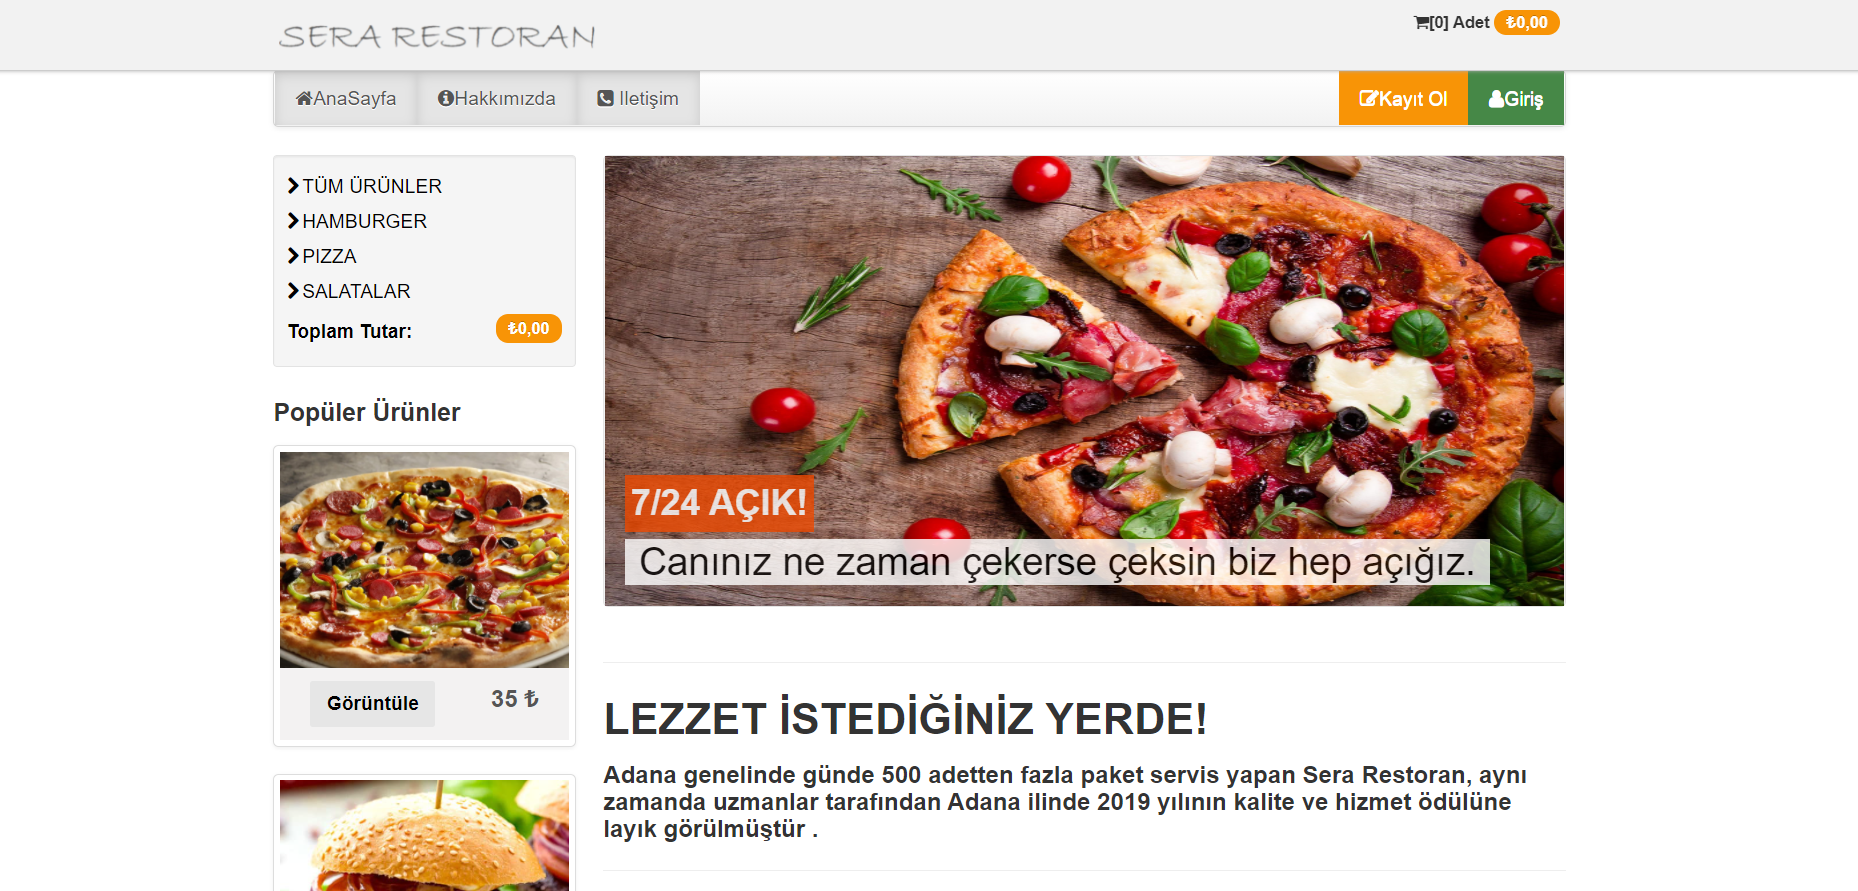 SERA RESTORAN
[0] Adet ₺0,00
AnaSayfa
Hakkımızda
Iletişim
Kayıt Ol
Giriş
TÜM ÜRÜNLER
HAMBURGER
PIZZA
SALATALAR
Toplam Tutar: ₺0,00
Popüler Ürünler
Görüntüle
35 ₺
7/24 AÇIK!
Canınız ne zaman çekerse çeksin biz hep açığız.
LEZZET İSTEDİĞİNİZ YERDE!
Adana genelinde günde 500 adetten fazla paket servis yapan Sera Restoran, aynı
zamanda uzmanlar tarafından Adana ilinde 2019 yılının kalite ve hizmet ödülüne
layık görülmüştür .